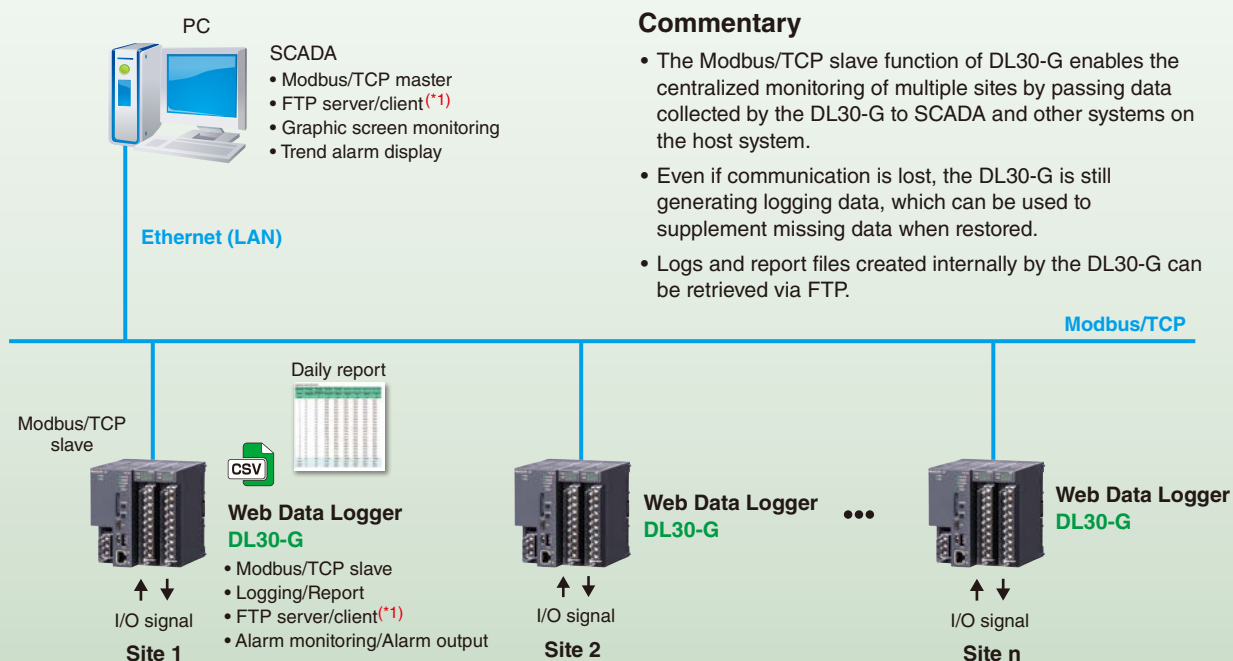 PC
SCADA
• Modbus/TCP master
• FTP server/client(*1)
• Graphic screen monitoring
• Trend alarm display
Commentary
• The Modbus/TCP slave function of DL30-G enables the
centralized monitoring of multiple sites by passing data
collected by the DL30-G to SCADA and other systems on
the host system.
• Even if communication is lost, the DL30-G is still
generating logging data, which can be used to
supplement missing data when restored.
• Logs and report files created internally by the DL30-G can
be retrieved via FTP.
Ethernet (LAN)
Modbus/TCP
Daily report
Modbus/TCP
slave
CSV
Web Data Logger
DL30-G
• Modbus/TCP slave
• Logging/Report
• FTP server/client(*1)
• Alarm monitoring/Alarm output
I/O signal
Site 1
Web Data Logger
DL30-G
I/O signal
Site 2
•••
Web Data Logger
DL30-G
I/O signal
Site n